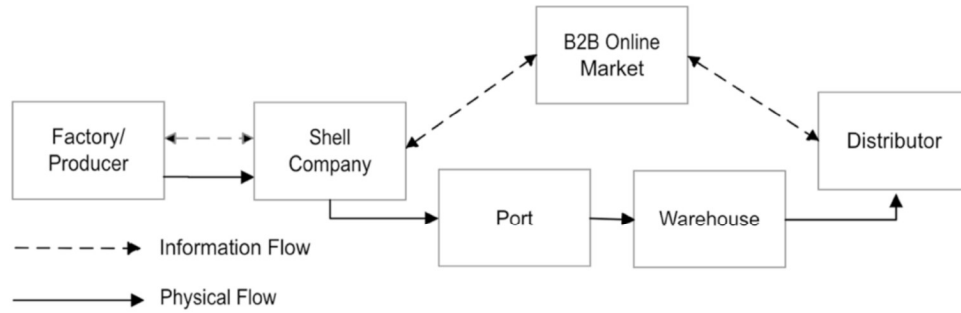 B2B Online
Market
Factory/
Producer
Shell
Company
Distributor
Port
Warehouse
Information Flow
Physical Flow